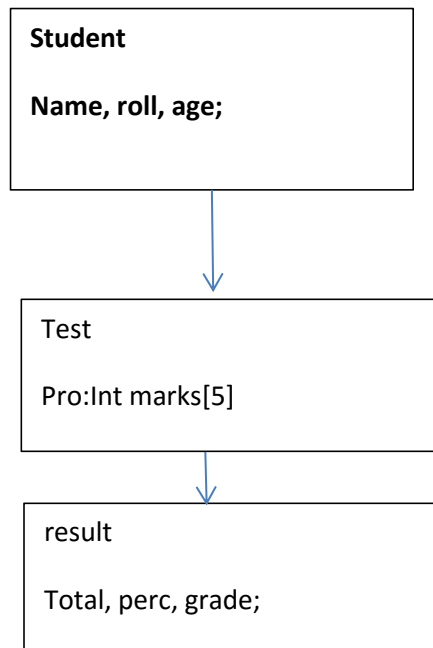 Student
Name, roll, age;
Test
Pro:Int marks[5]
result
Total, perc, grade;